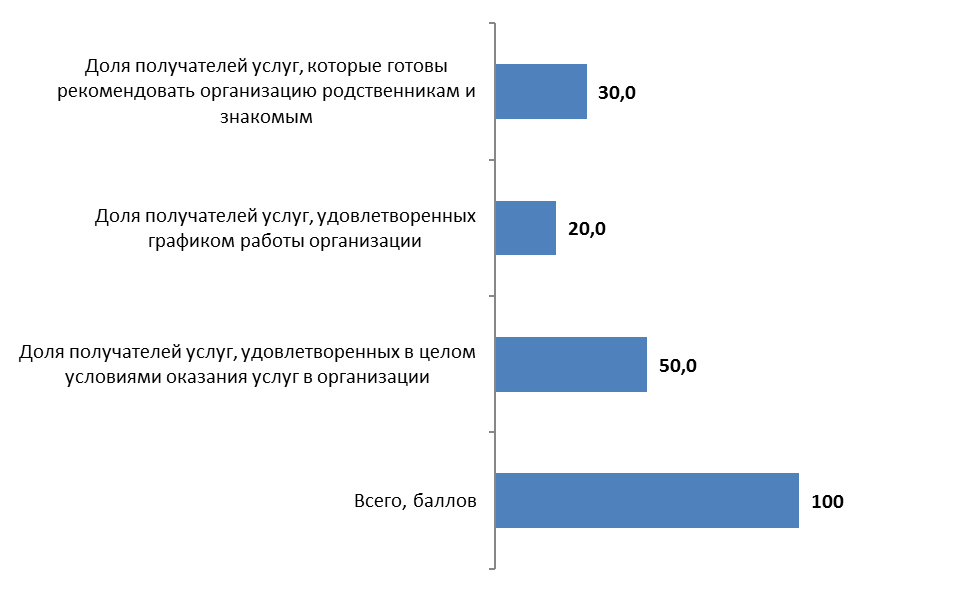 Доля получателей услуг, которые готовы
рекомендовать организацию родственникам и
знакомым
30,0
Доля получателей услуг, удовлетворенных
графиком работы организации
20,0
Доля получателей услуг, удовлетворенных в целом
условиями оказания услуг в организации
50,0
Всего, баллов
100